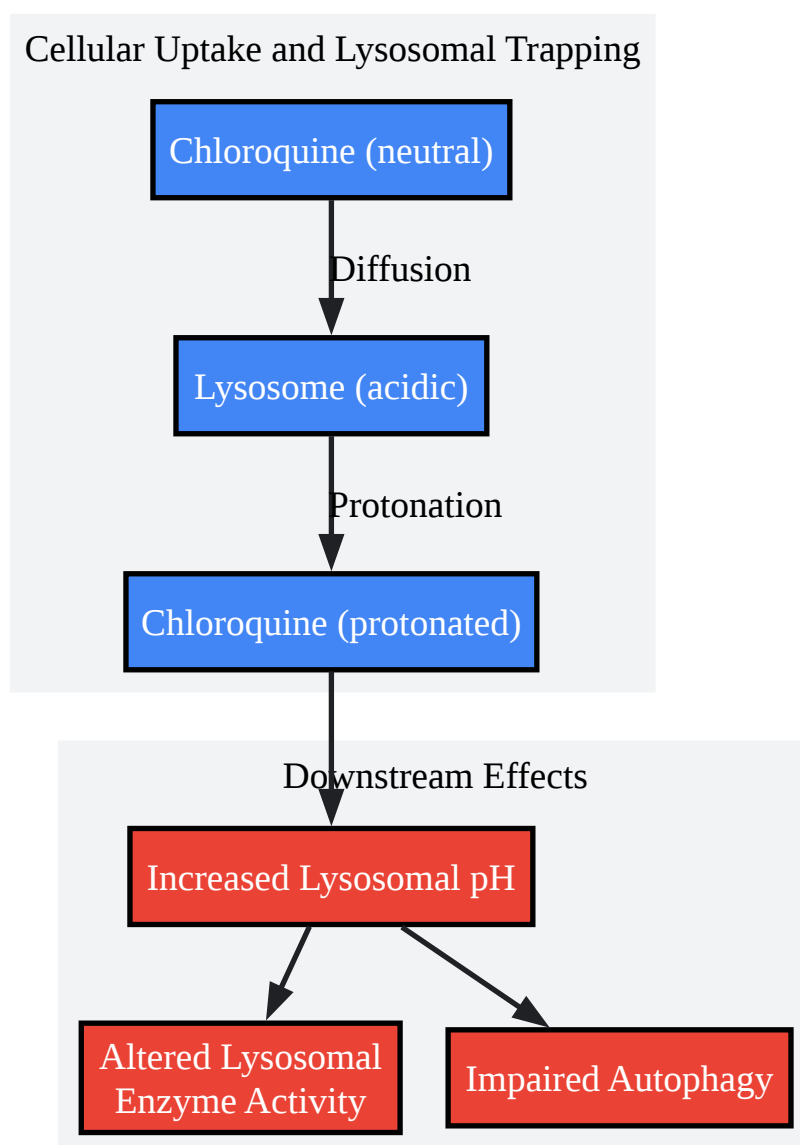 Cellular Uptake and Lysosomal Trapping
Chloroquine (neutral)
Diffusion
Lysosome (acidic)
Protonation
Chloroquine (protonated)
Downstream Effects
Increased Lysosomal pH
Altered Lysosomal
Enzyme Activity
Impaired Autophagy